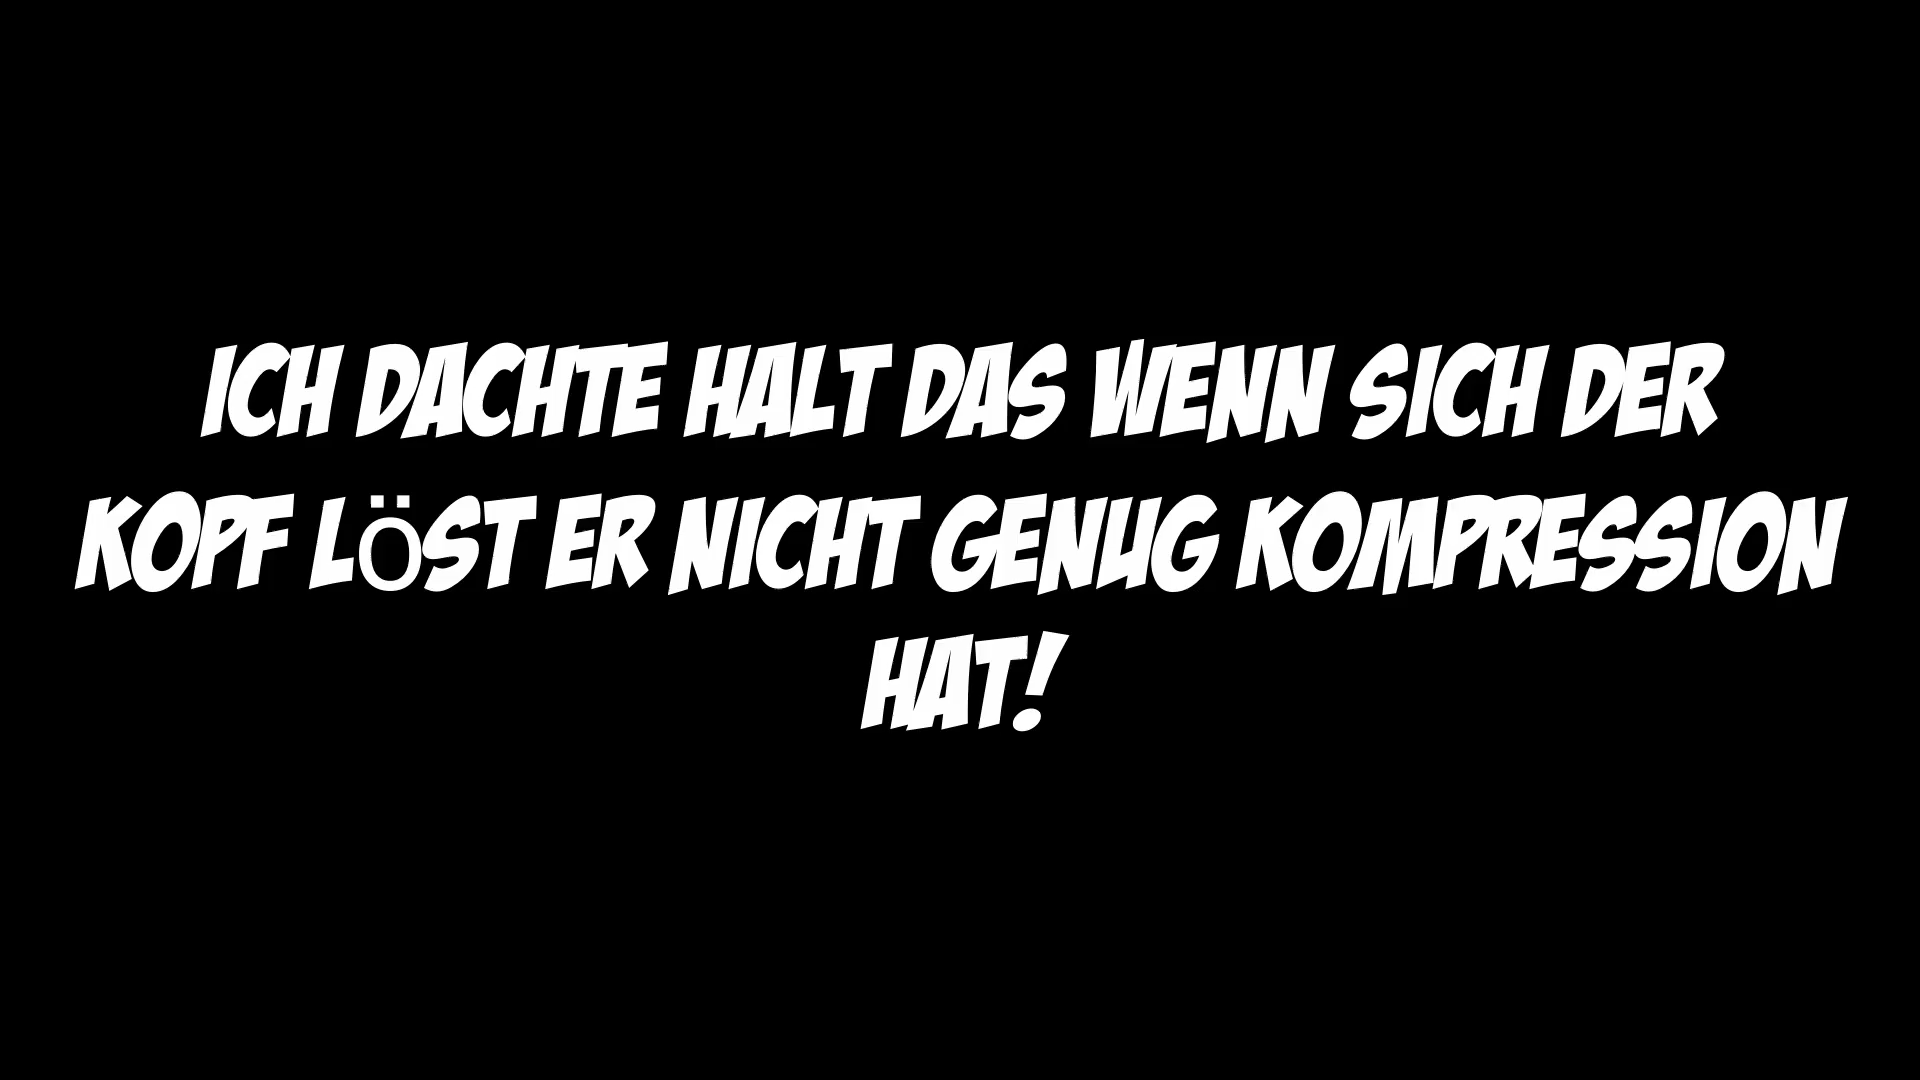 ICH DACHTE HALT DAS WENN SICH DER
KOPF LÖST ER NICHT GENUG KOMPRESSION
HAT!